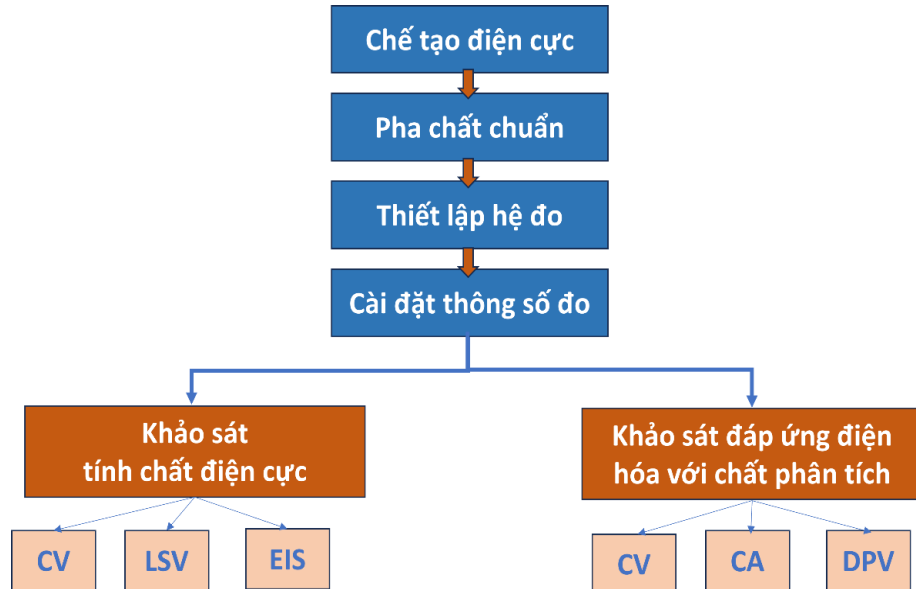 Chế tạo điện cực
Pha chất chuẩn
Thiết lập hệ đo
Cài đặt thông số đo
Khảo sát
tính chất điện cực
Khảo sát đáp ứng điện
hóa với chất phân tích
CV
LSV
EIS
CV
CA
DPV